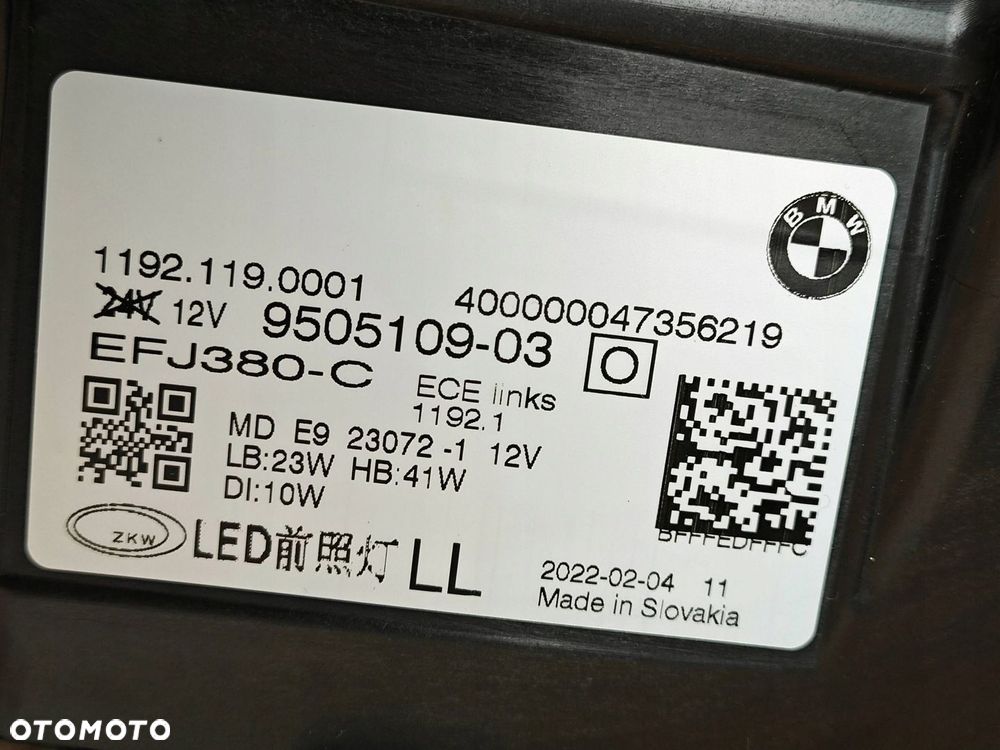 BMW
1192.119.0001
400000047356219
24V 12V 9505109-03 O
EFJ380-C
ECE links
1192.1
MD E9 23072 -1 12V
LB:23W HB:41W
DI:10W
BFFFEDFFFC
ZKW LED前照灯 LL
2022-02-04 11
Made in Slovakia
OTOMOTO